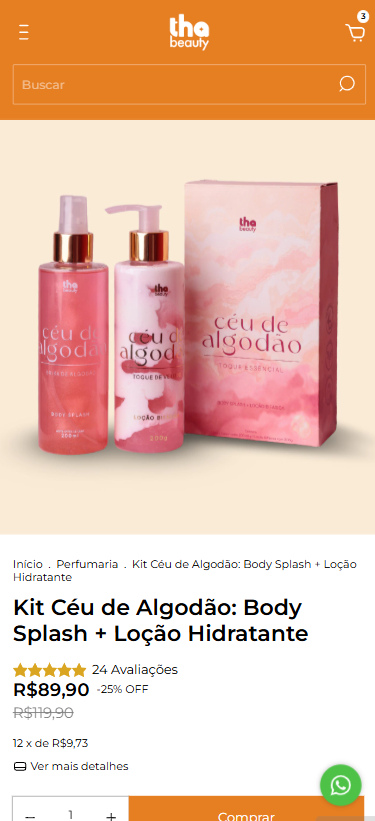 3
tha
beauty
Buscar
tha
beauty
céu de
algodão
TOQUE ESSENCIAL
tha
beauty
céu d
algodão
BODY SPLASH
200ml
tha
beauty
céu de
algodão
TOQUE DE
LOÇÃO
200g
Início . Perfumaria . Kit Céu de Algodão: Body Splash + Loção
Hidratante
Kit Céu de Algodão: Body
Splash + Loção Hidratante
24 Avaliações
R$89,90 -25% OFF
R$119,90
12 x de R$9,73
Ver mais detalhes
− 1 + Comprar